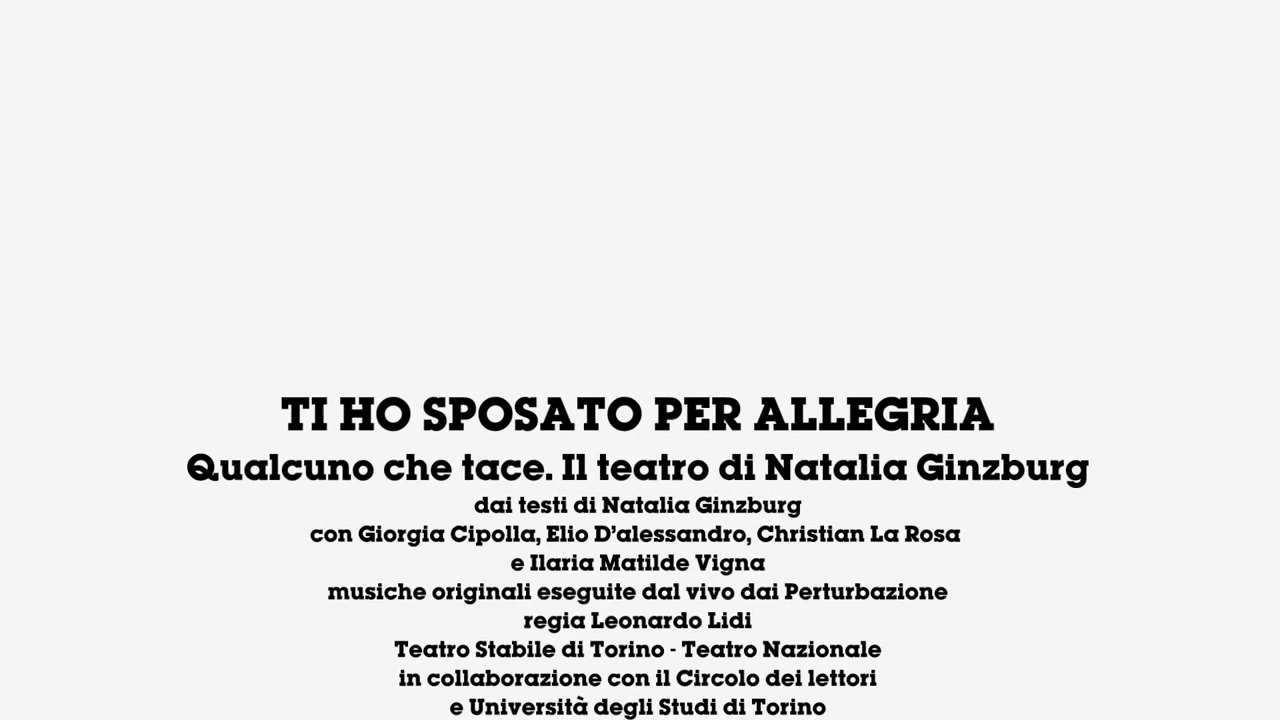 TI HO SPOSATO PER ALLEGRIA
Qualcuno che tace. Il teatro di Natalia Ginzburg
dai testi di Natalia Ginzburg
con Giorgia Cipolla, Elio D’alessandro, Christian La Rosa
e Ilaria Matilde Vigna
musiche originali eseguite dal vivo dai Perturbazione
regia Leonardo Lidi
Teatro Stabile di Torino - Teatro Nazionale
in collaborazione con il Circolo dei lettori
e Università degli Studi di Torino